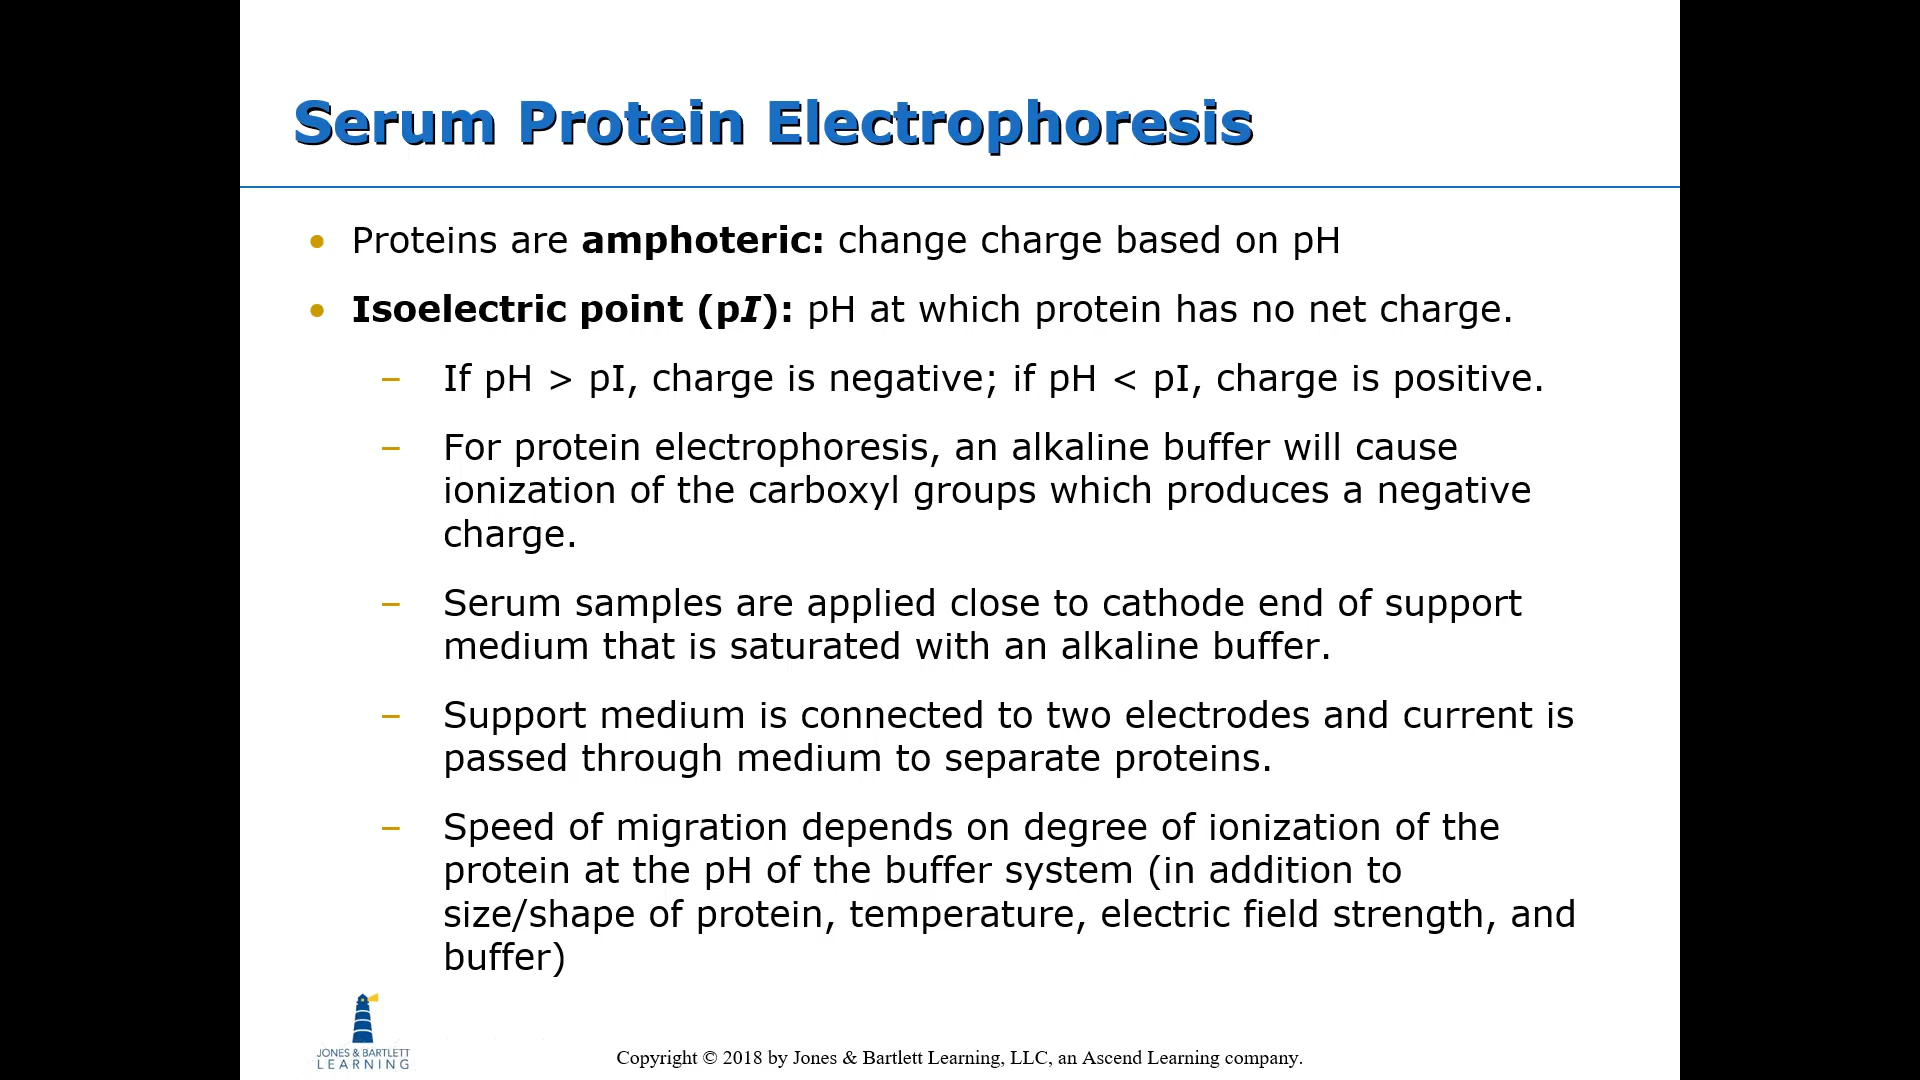 Serum Protein Electrophoresis
• Proteins are amphoteric: change charge based on pH
• Isoelectric point (pI): pH at which protein has no net charge.
– If pH > pI, charge is negative; if pH < pI, charge is positive.
– For protein electrophoresis, an alkaline buffer will cause
ionization of the carboxyl groups which produces a negative
charge.
– Serum samples are applied close to cathode end of support
medium that is saturated with an alkaline buffer.
– Support medium is connected to two electrodes and current is
passed through medium to separate proteins.
– Speed of migration depends on degree of ionization of the
protein at the pH of the buffer system (in addition to
size/shape of protein, temperature, electric field strength, and
buffer)
JONES & BARTLETT
LEARNING
Copyright © 2018 by Jones & Bartlett Learning, LLC, an Ascend Learning company.